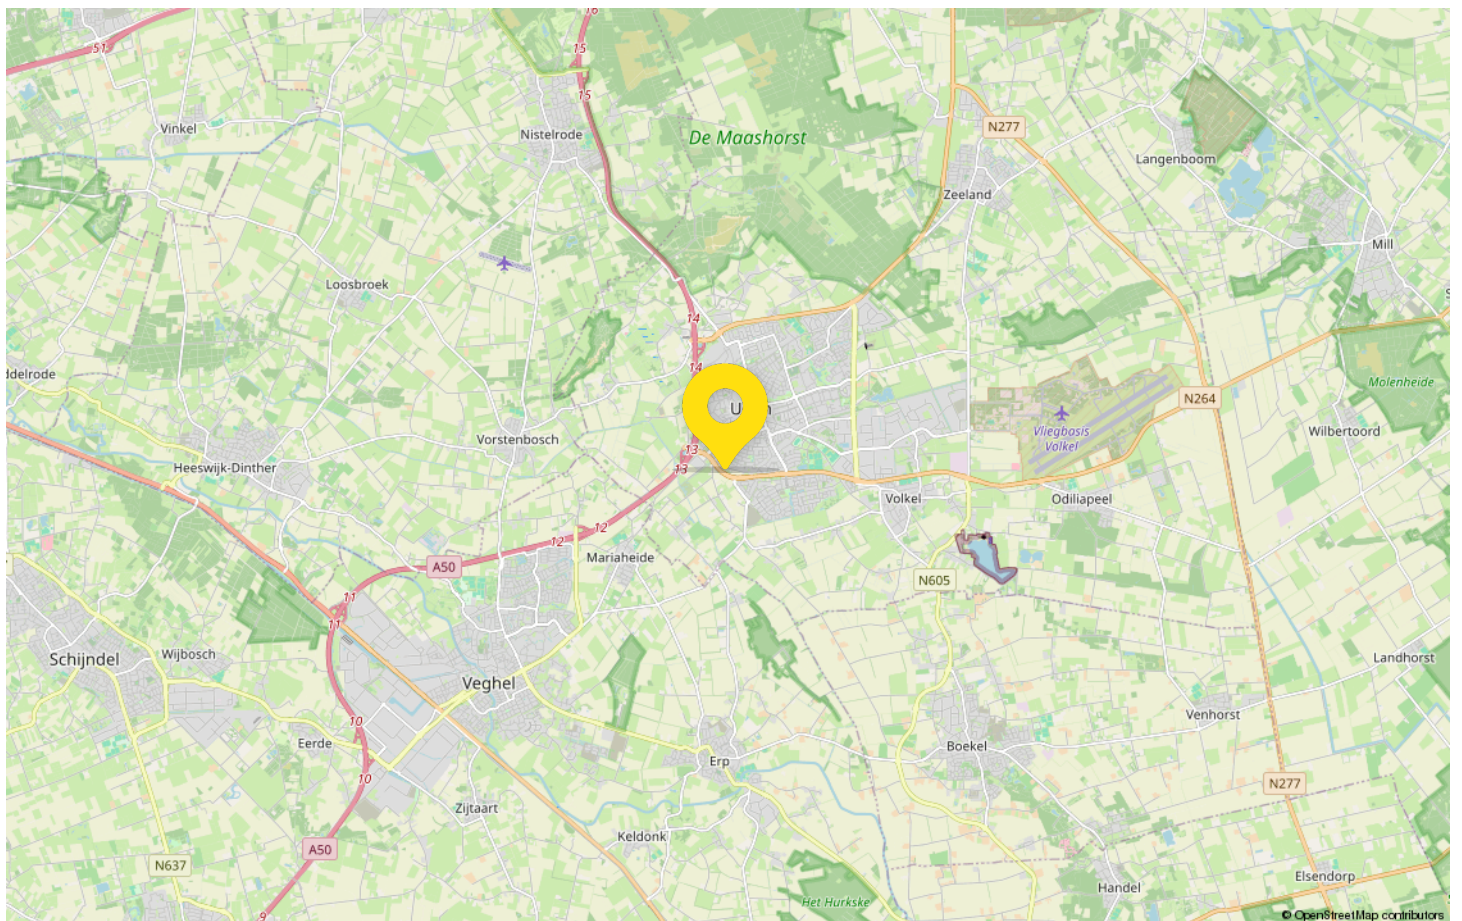 16
51
15
15
N277
Vinkel
Nistelrode
De Maashorst
Langenboom
Zeeland
Mill
Loosbroek
14
14
ddelrode
Molenheide
N264
Vliegbasis
Volkel
Wilbertoord
Vorstenbosch
13
13
Heeswijk-Dinther
Volkel
Odiliapeel
12
12
Mariaheide
A50
N605
11
11
Schijndel
Wijbosch
Landhorst
Veghel
Venhorst
10
Eerde
Boekel
Erp
10
N277
Zijtaart
Keldonk
A50
N637
Elsendorp
Handel
Het Hurkske
9
© OpenStreetMap contributors